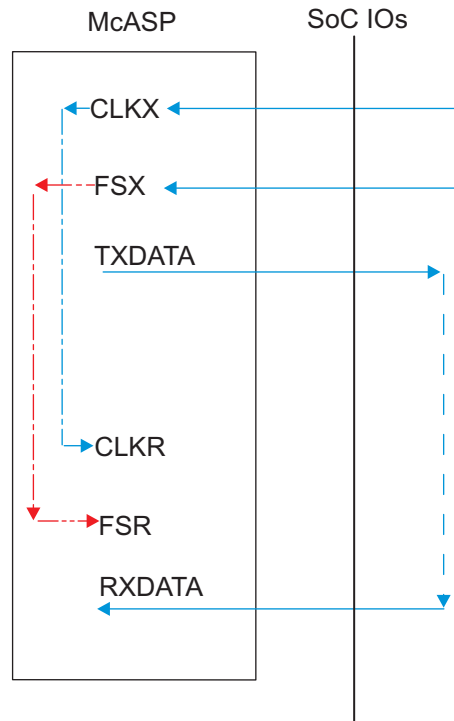 McASP
SoC IOs
CLKX
FSX
TXDATA
CLKR
FSR
RXDATA